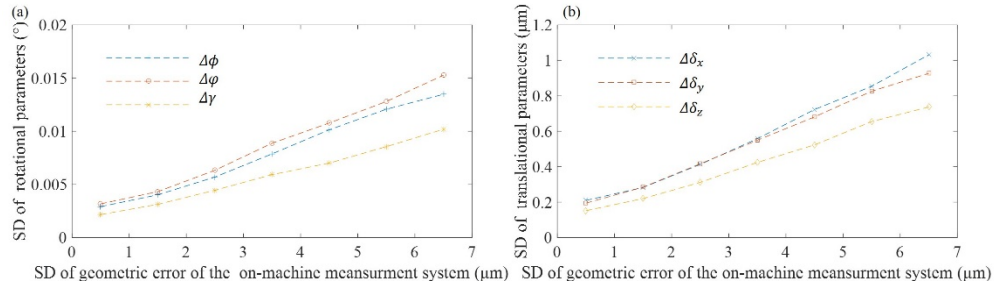 (a)
0.02
0.015
0.01
0.005
0
SD of rotational parameters (°)
Δϕ
Δφ
Δγ
0 1 2 3 4 5 6 7
SD of geometric error of the on-machine meansurment system (μm)
(b)
1.2
1
0.8
0.6
0.4
0.2
0
SD of translational parameters (μm)
Δδx
Δδy
Δδz
0 1 2 3 4 5 6 7
SD of geometric error of the on-machine meansurment system (μm)